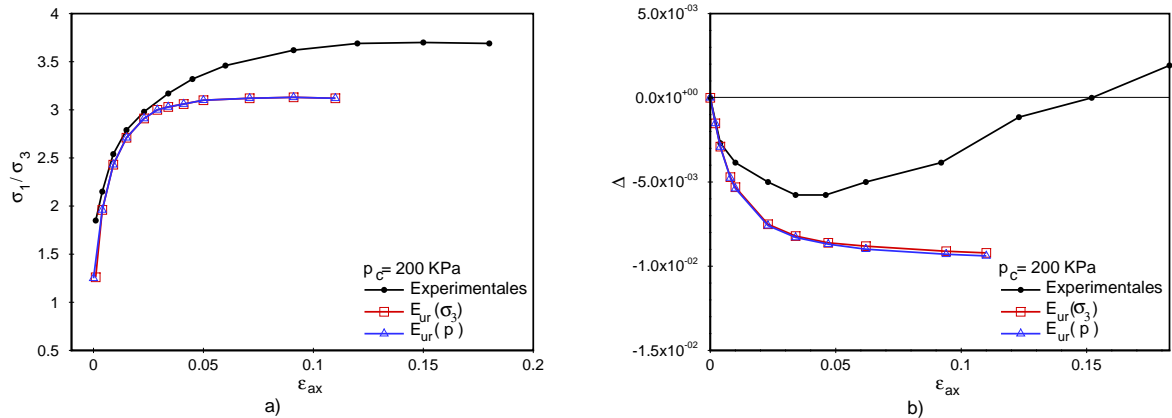 4
3.5
3
2.5
2
1.5
1
0.5
σ1/σ3
0
0.05
0.1
0.15
0.2
εax
pc= 200 KPa
Experimentales
Eur(σ3)
Eur(p)
a)
5.0x10-03
0.0x10+00
-5.0x10-03
-1.0x10-02
-1.5x10-02
Δ
0
0.05
0.1
0.15
εax
pc= 200 KPa
Experimentales
Eur(σ3)
Eur(p)
b)